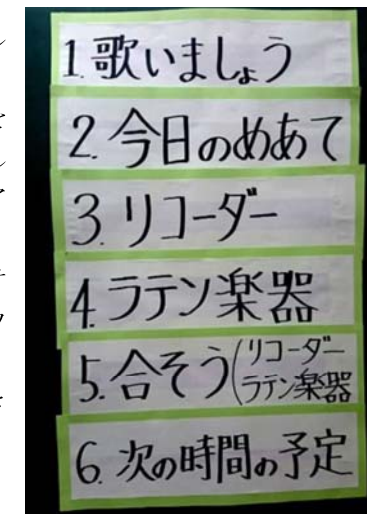 1.歌いましょう
2.今日のめあて
3.リコーダー
4.ラテン楽器
5.合そう(リコーダー
ラテン楽器
6.次の時間の予定